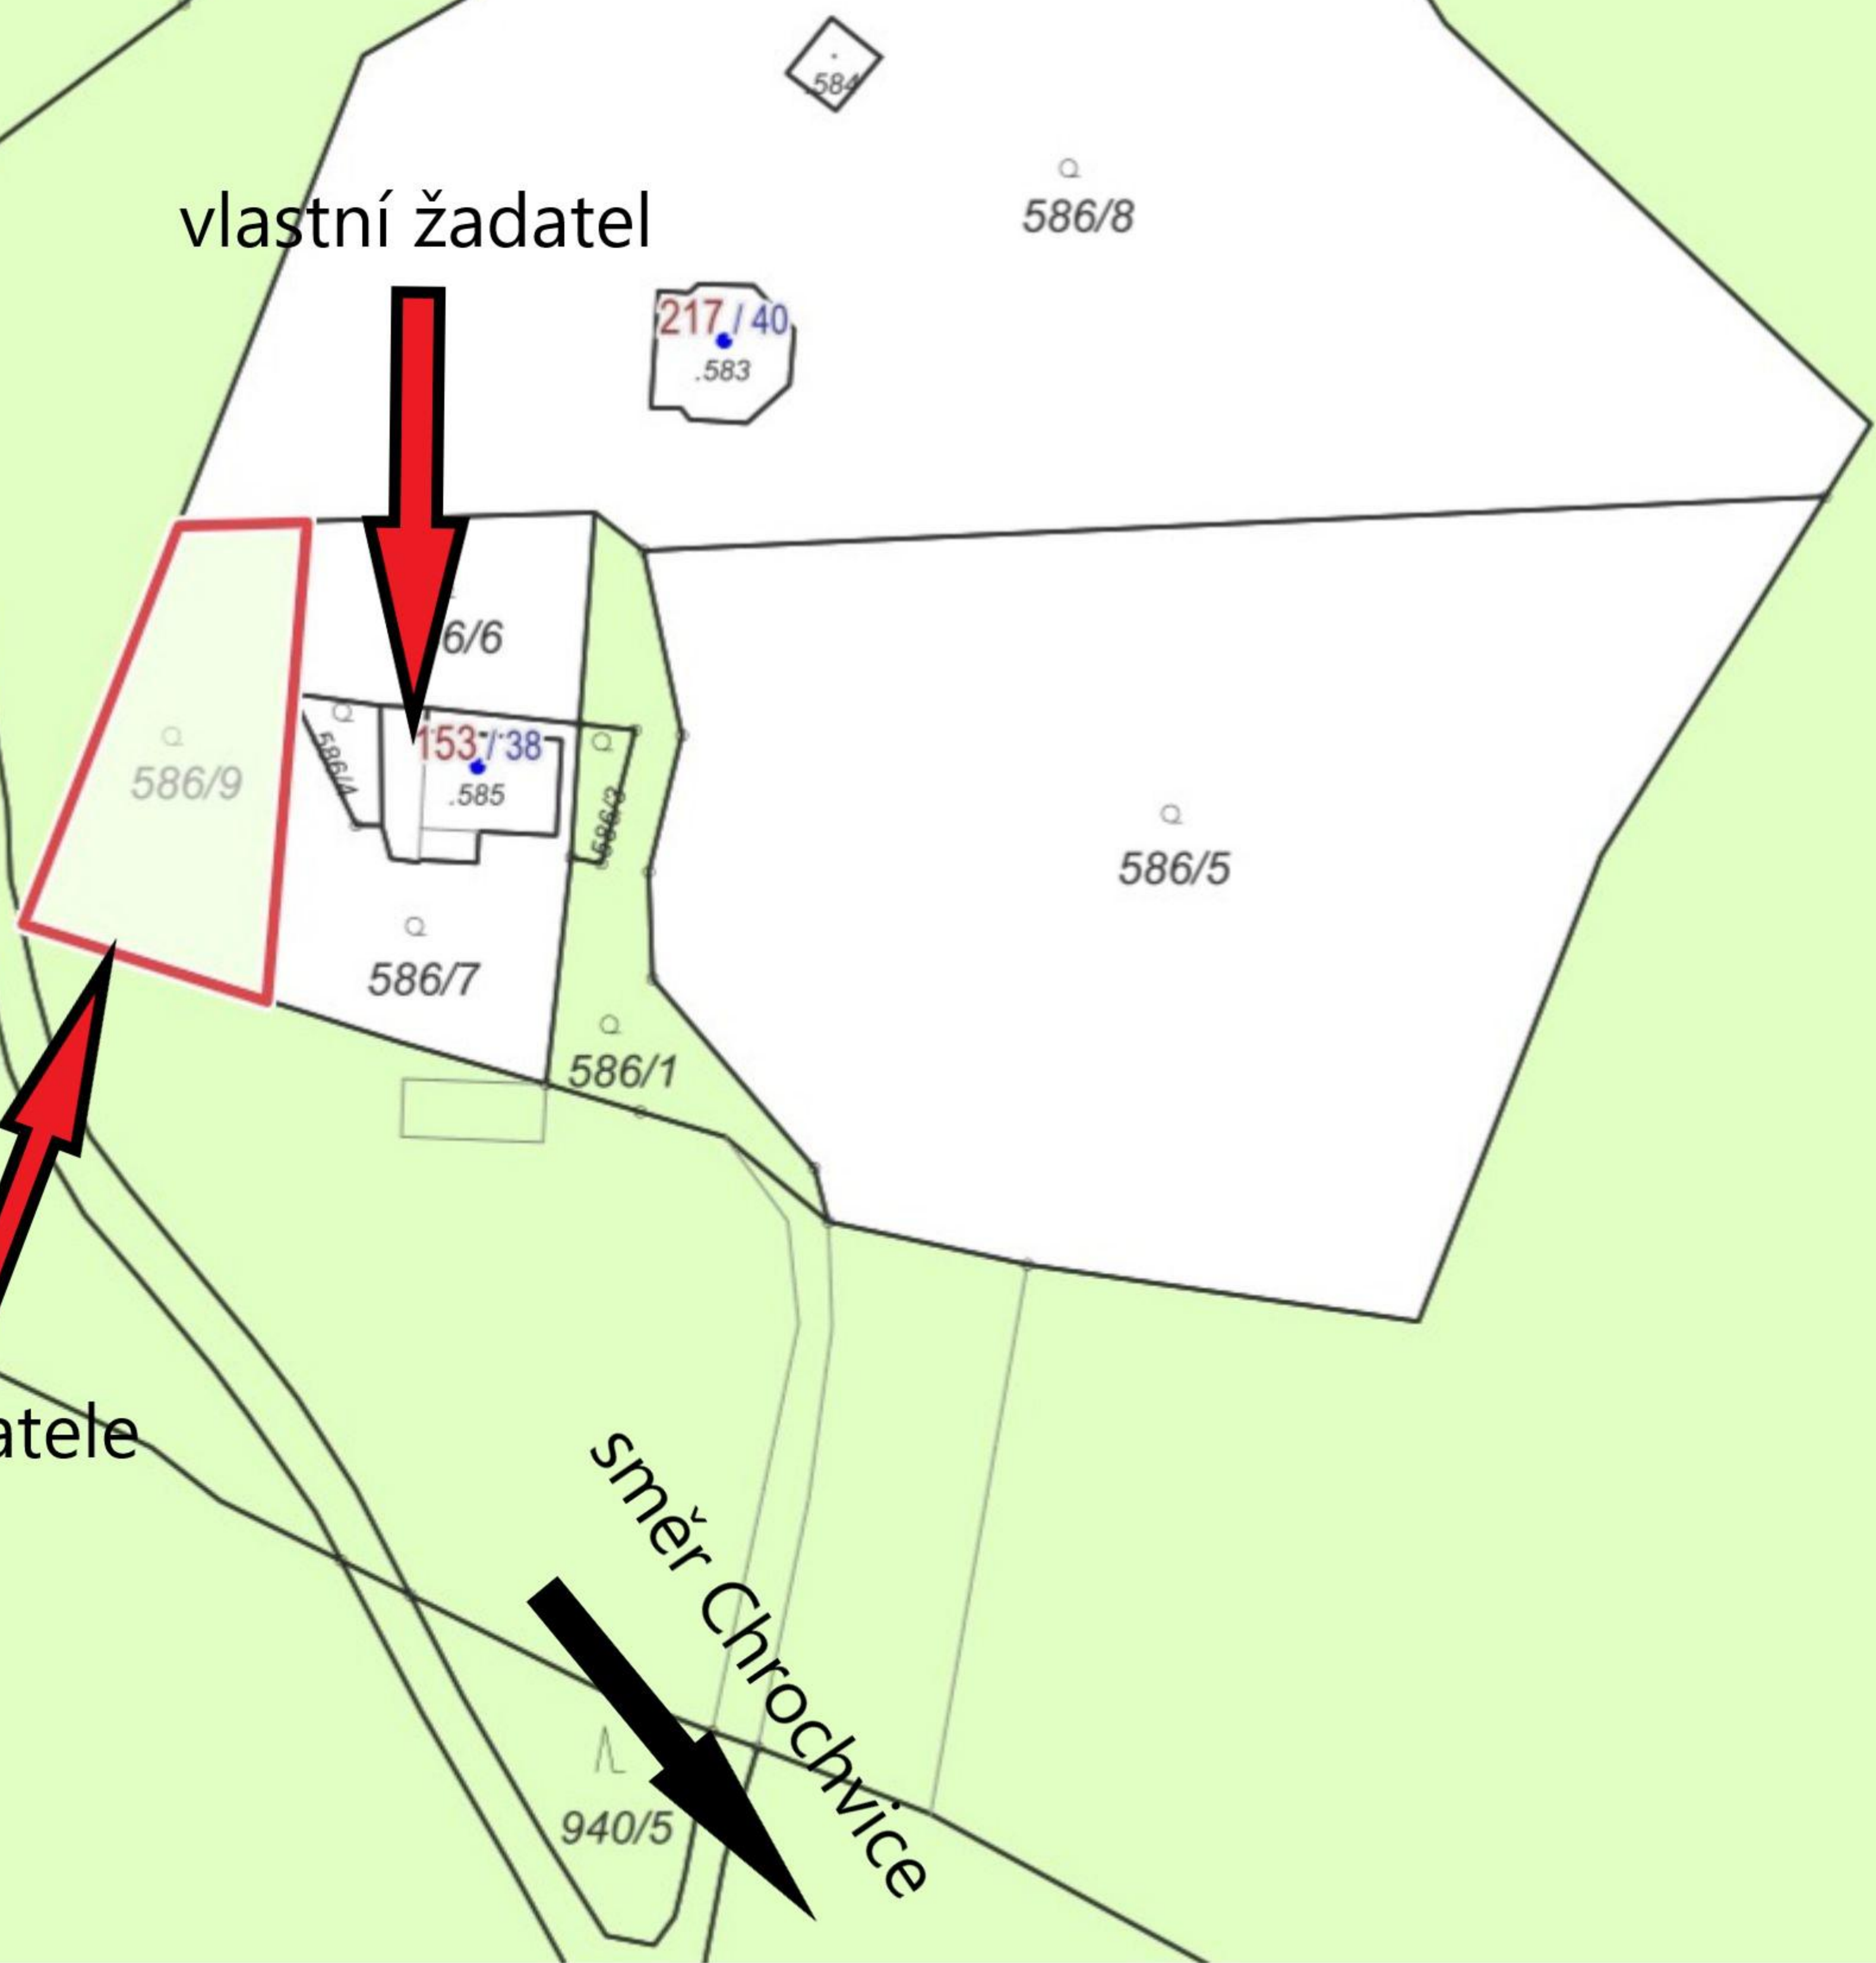 .584
586/8
vlastní žadatel
217 / 40
.583
6/6
586/9
586/4
153 / 38
.585
586/3
586/5
586/7
586/1
atele
směr Chrochvice
940/5